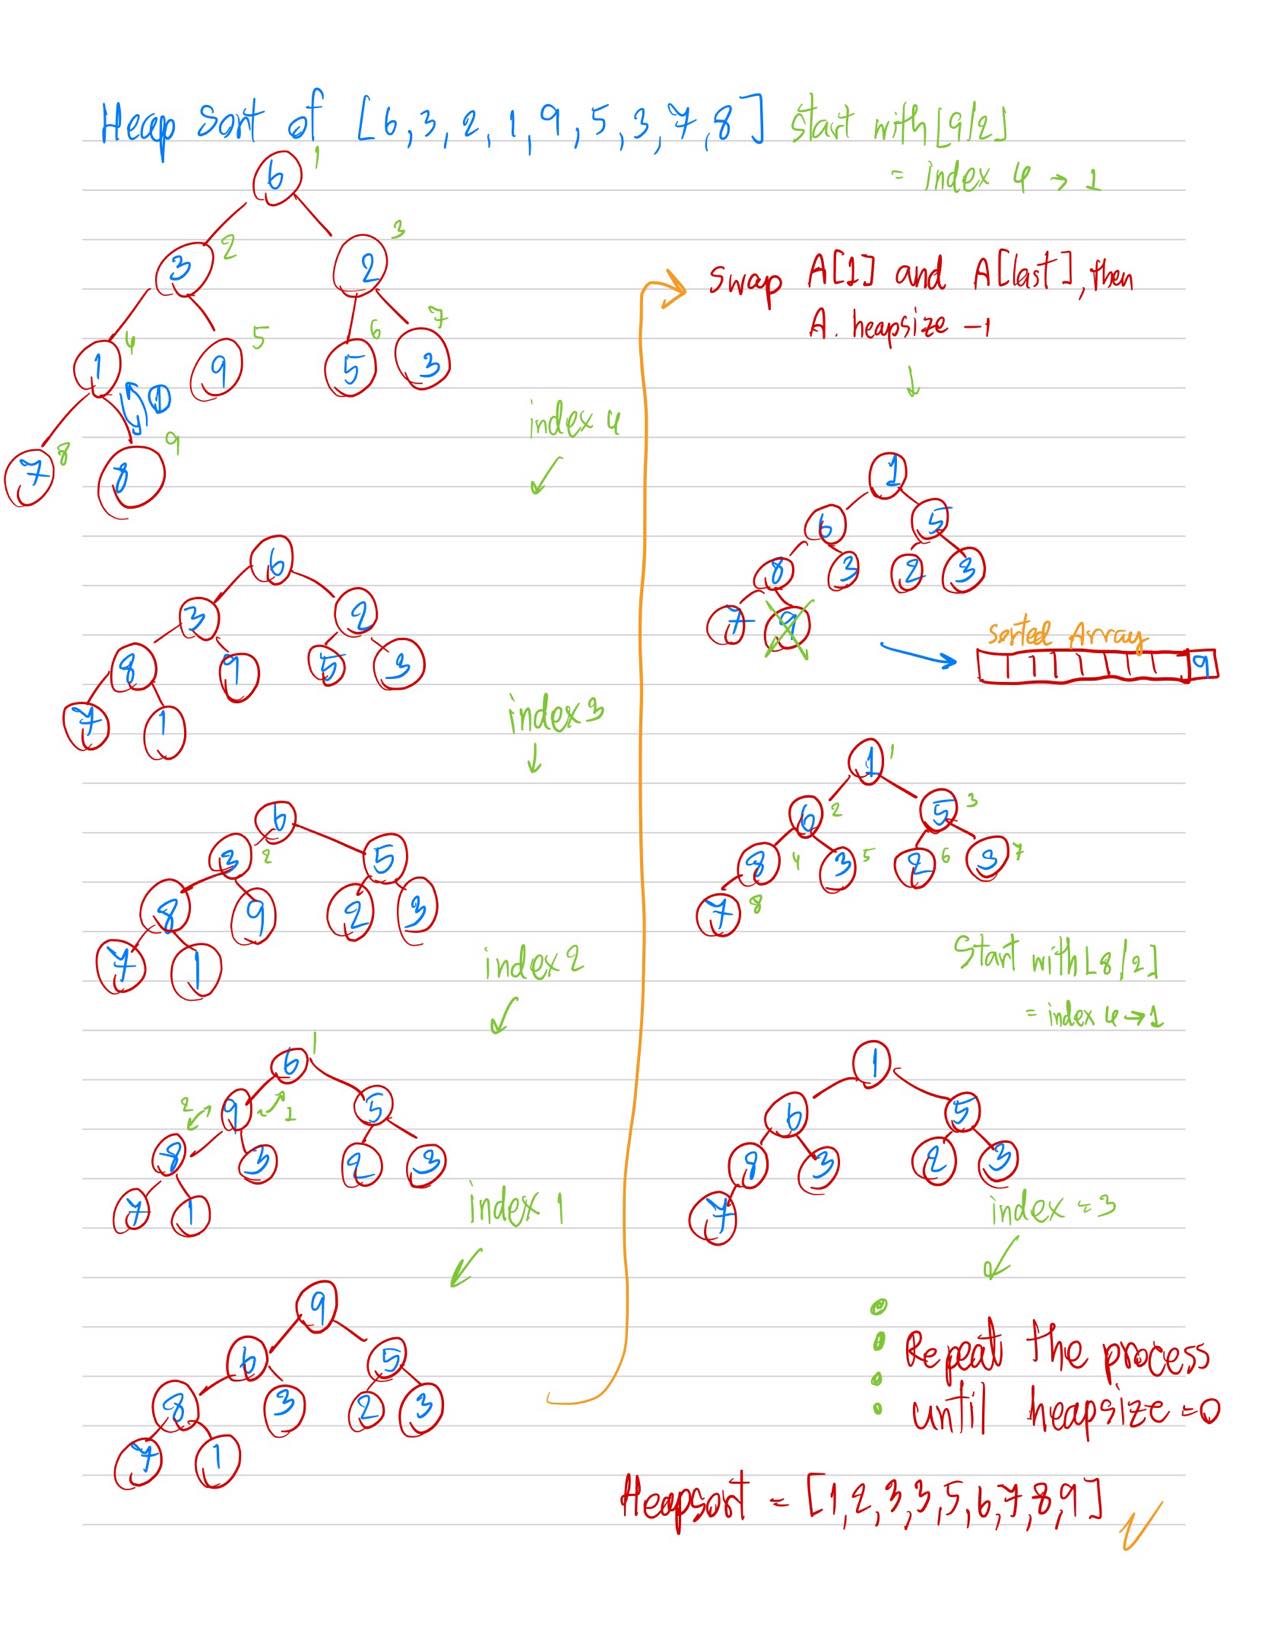 Heap Sort of [6,3,2,1,9,5,3,7,8] start with ⌊9/2⌋
= index 4 → 1
6 1
3 2 2 3
1 4 9 5 5 6 3 7
1
7 8 8 9
index 4
6
3 2
8 9 5 3
7 1
index 3
6
3 2 5
8 9 2 3
7 1
index 2
6 1
2 9 1 5
8 3 2 3
7 1
index 1
9
6 5
8 3 2 3
7 1
Swap A[1] and A[last], then
A. heapsize -1
1
6 5
8 3 2 3
7 9
Sorted Array
9
1 1
6 2 5 3
8 4 3 5 2 6 3 7
7 8
Start with ⌊8/2⌋
= index 4 → 1
1
6 5
8 3 2 3
7
index = 3
Repeat the process
until heapsize = 0
Heapsort = [1,2,3,3,5,6,7,8,9]